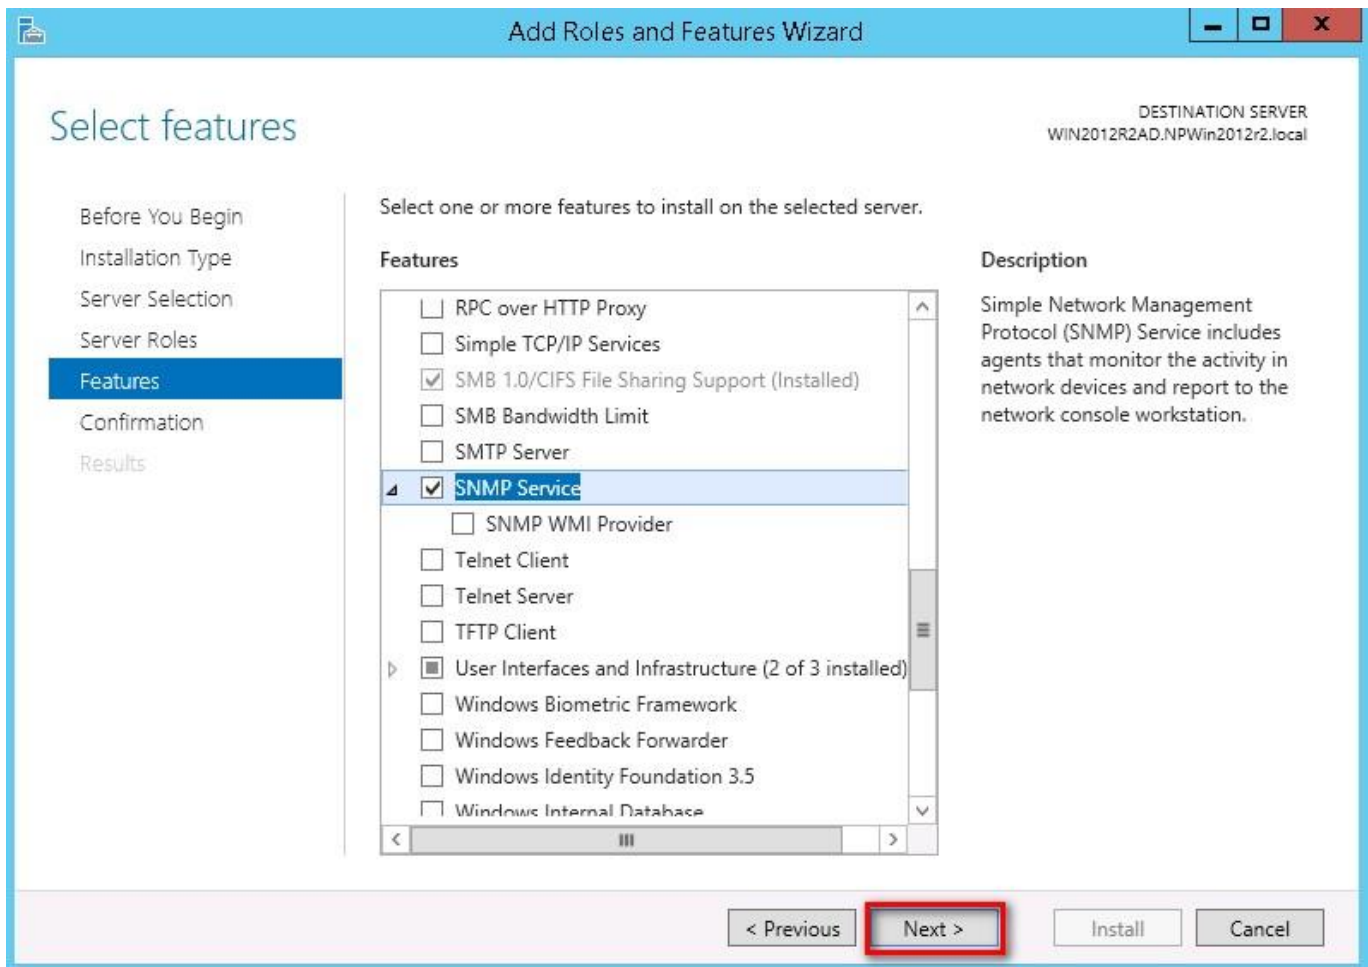 Add Roles and Features Wizard
Select features
DESTINATION SERVER
WIN2012R2AD.NPWin2012r2.local
Before You Begin
Installation Type
Server Selection
Server Roles
Features
Confirmation
Results
Select one or more features to install on the selected server.
Features
RPC over HTTP Proxy
Simple TCP/IP Services
SMB 1.0/CIFS File Sharing Support (Installed)
SMB Bandwidth Limit
SMTP Server
SNMP Service
SNMP WMI Provider
Telnet Client
Telnet Server
TFTP Client
User Interfaces and Infrastructure (2 of 3 installed)
Windows Biometric Framework
Windows Feedback Forwarder
Windows Identity Foundation 3.5
Windows Internal Database
Description
Simple Network Management
Protocol (SNMP) Service includes
agents that monitor the activity in
network devices and report to the
network console workstation.
< Previous
Next >
Install
Cancel